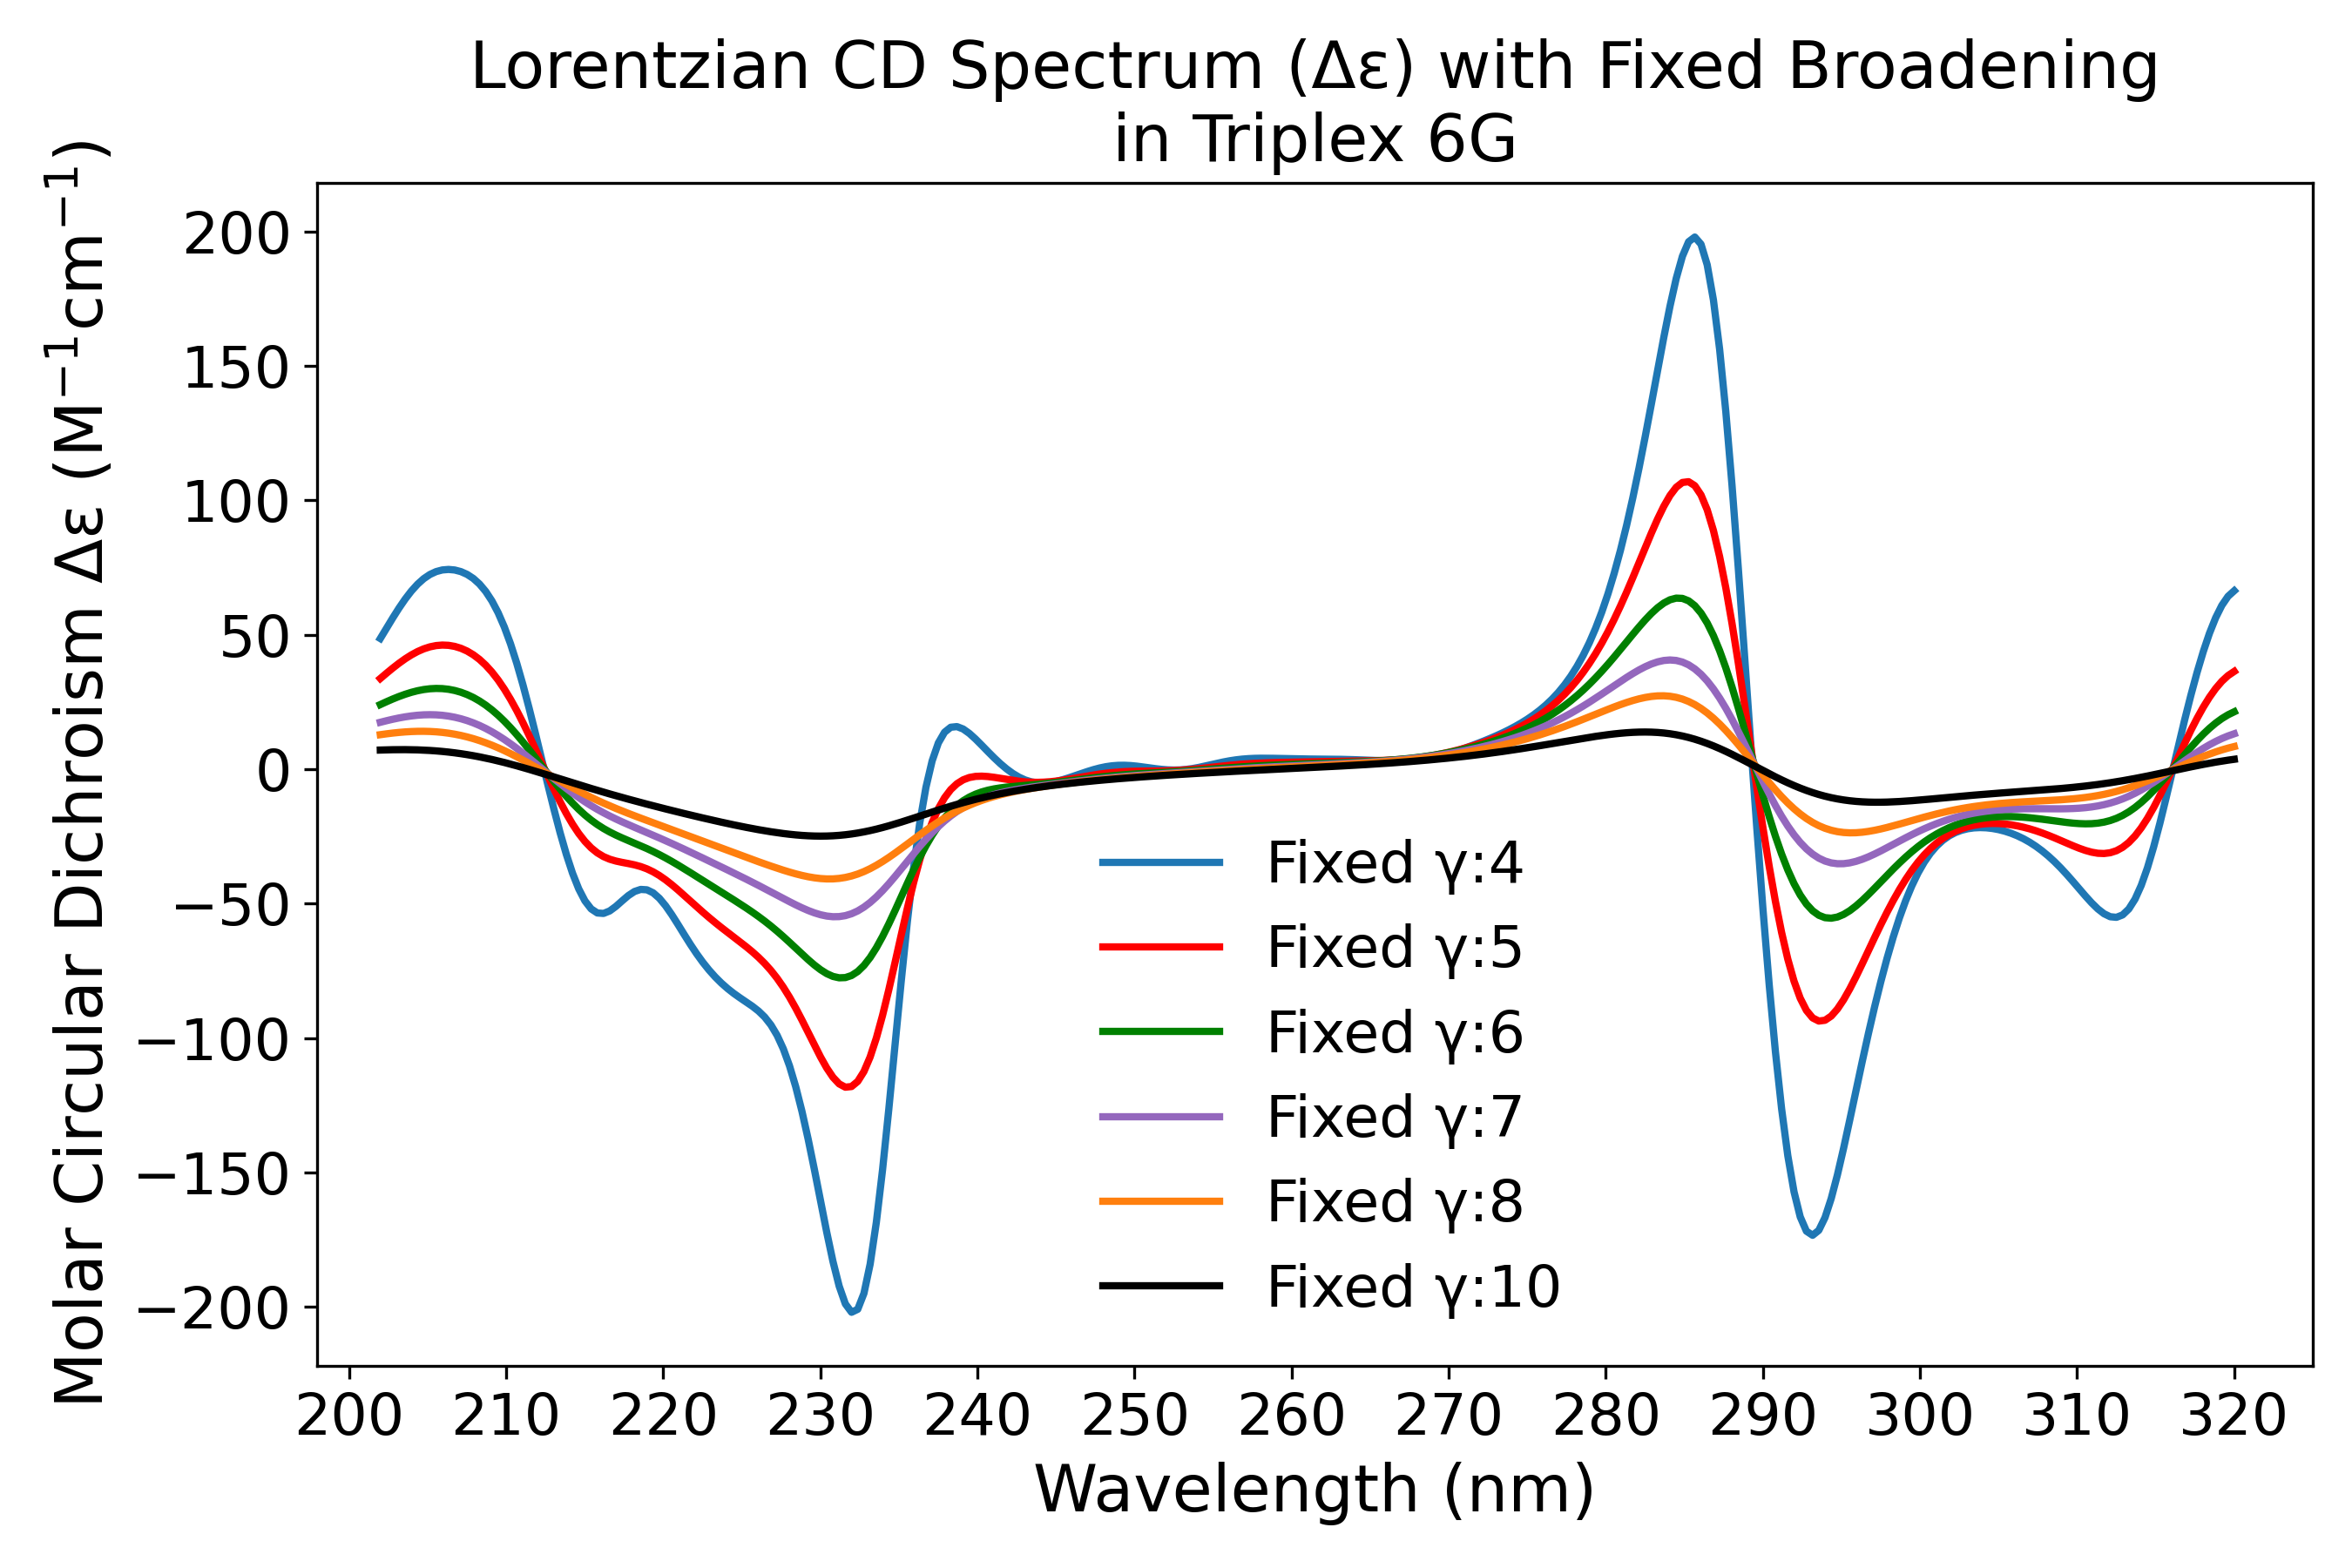 Lorentzian CD Spectrum (Δε) with Fixed Broadening
in Triplex 6G
Molar Circular Dichroism Δε (M⁻¹cm⁻¹)
200
150
100
50
0
−50
−100
−150
−200
Fixed γ:4
Fixed γ:5
Fixed γ:6
Fixed γ:7
Fixed γ:8
Fixed γ:10
200 210 220 230 240 250 260 270 280 290 300 310 320
Wavelength (nm)